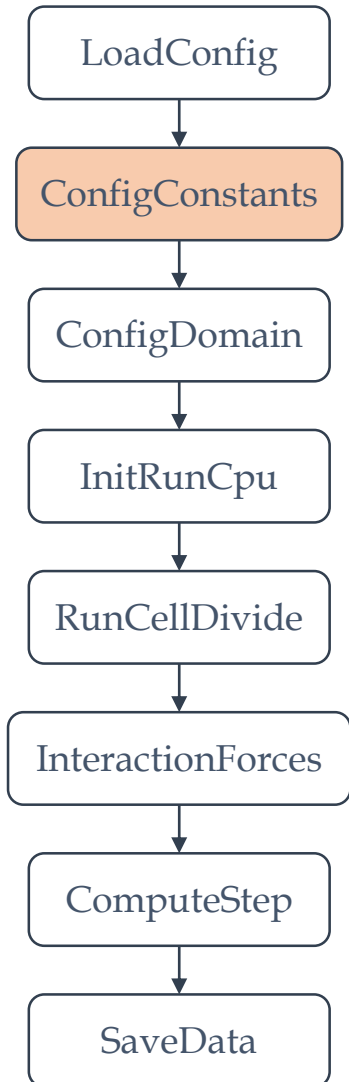 LoadConfig
ConfigConstants
ConfigDomain
InitRunCpu
RunCellDivide
InteractionForces
ComputeStep
SaveData